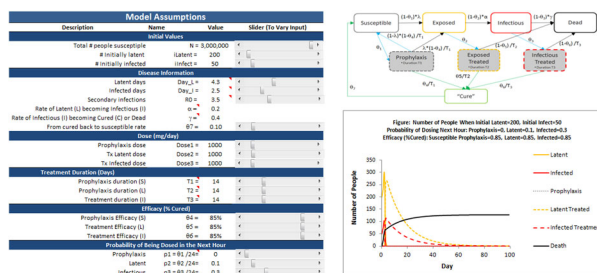 Model Assumptions
Description Name Value Slider (To Vary Input)
Initial Values
Total # people susceptible N = 3,000,000
# Initially latent iLatent = 200
# Initially infected iInfect = 50
Disease Information
Latent days Day_L = 4.3
Infected days Day_I = 2.5
Secondary infections R0 = 3.5
Rate of Latent (L) becoming Infectious (I) α = 0.2
Rate of Infectious (I) becoming Cured (C) or Dead γ = 0.4
From cured back to susceptible rate θ7 = 0.10
Dose (mg/day)
Prophylaxis dose Dose1 = 1000
Tx Latent dose Dose2 = 1000
Tx Infected dose Dose3 = 1000
Treatment Duration (Days)
Prophylaxis duration (S) T1 = 14
Prophylaxis duration (L) T2 = 14
Treatment duration (I) T3 = 14
Efficacy (% Cured)
Prophylaxis Efficacy (S) θ4 = 85%
Treatment Efficacy (L) θ5 = 85%
Treatment Efficacy (I) θ6 = 85%
Probability of Being Dosed in the Next Hour
Prophylaxis p1 = θ1 /24= 0
Latent p2 = θ2 /24= 0.1
Infectious 0.3
Susceptible
Exposed
Infectious
Dead
Prophylaxis
Exposed Treated
Infectious Treated
θ5/T2
"Cure"
Figure: Number of People When Initial Latent=200, Initial Infect=50
Probability of Dosing Next Hour: Prophylaxis=0, Latent=0.1, Infected=0.3
Efficacy (%Cured): Susceptible Prophylaxis=0.85, Latent=0.85, Infected=0.85
Number of People
350
300
250
200
150
100
50
0
0 20 40 60 80 100
Day
Latent
Infected
Prophylaxis
Latent Treated
Infected Treated
Death